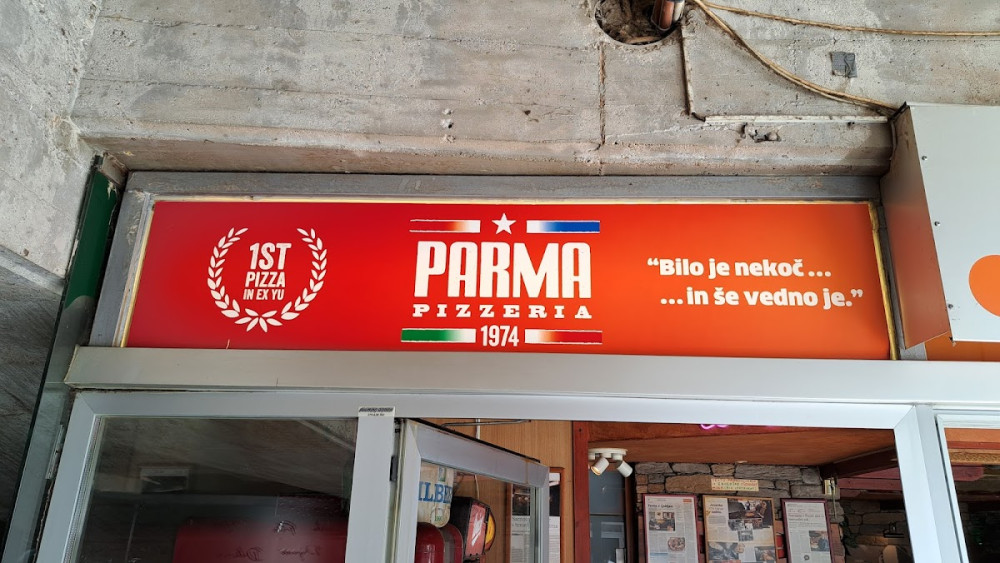 1ST
PIZZA
IN EX YU
PARMA
PIZZERIA
1974
“Bilo je nekoč...
...in še vedno je.”